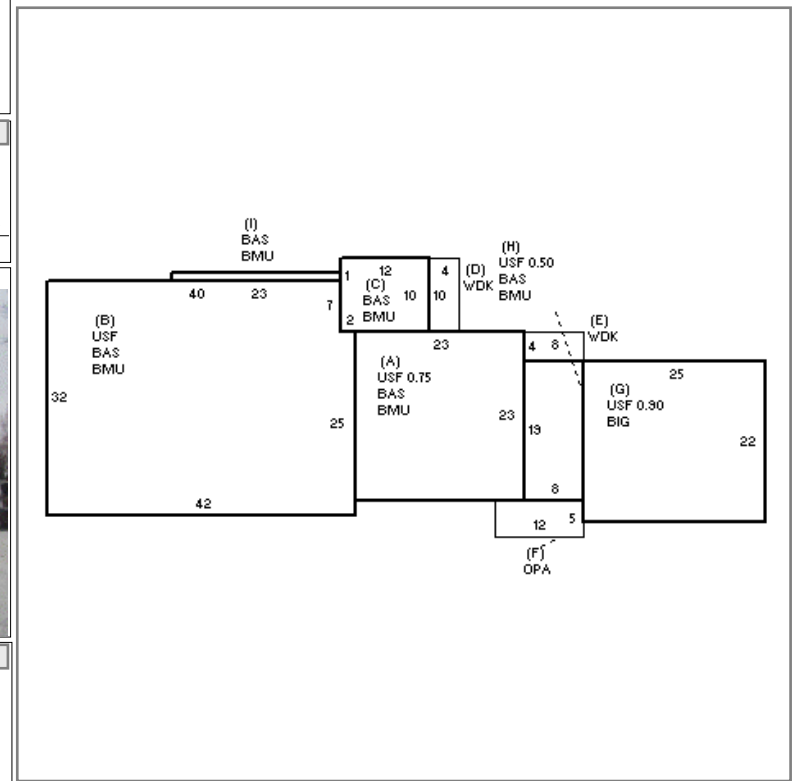 (I)
BAS
BMU
(H)
USF 0.50
BAS
BMU
1
12
(C)
BAS
BMU
10
2
4
10
(D)
WDK
40
23
7
(B)
USF
BAS
BMU
32
25
42
23
(A)
USF 0.75
BAS
BMU
23
4
8
(E)
WDK
19
8
25
(G)
USF 0.90
BIG
22
12
5
(F)
OPA